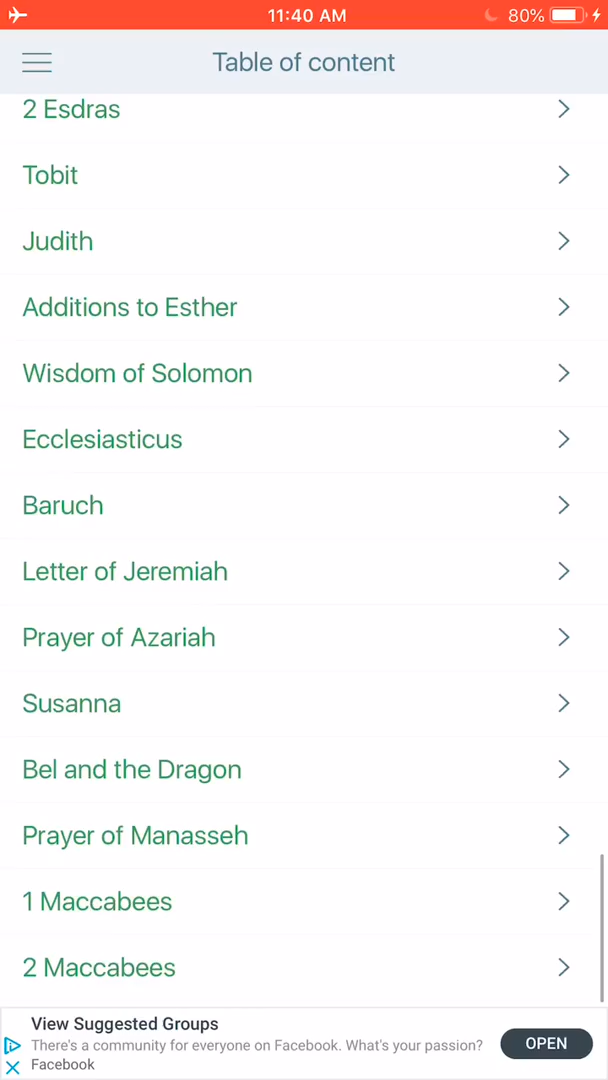 11:40 AM
80%
Table of content
2 Esdras
Tobit
Judith
Additions to Esther
Wisdom of Solomon
Ecclesiasticus
Baruch
Letter of Jeremiah
Prayer of Azariah
Susanna
Bel and the Dragon
Prayer of Manasseh
1 Maccabees
2 Maccabees
View Suggested Groups
There's a community for everyone on Facebook. What's your passion?
Facebook
OPEN